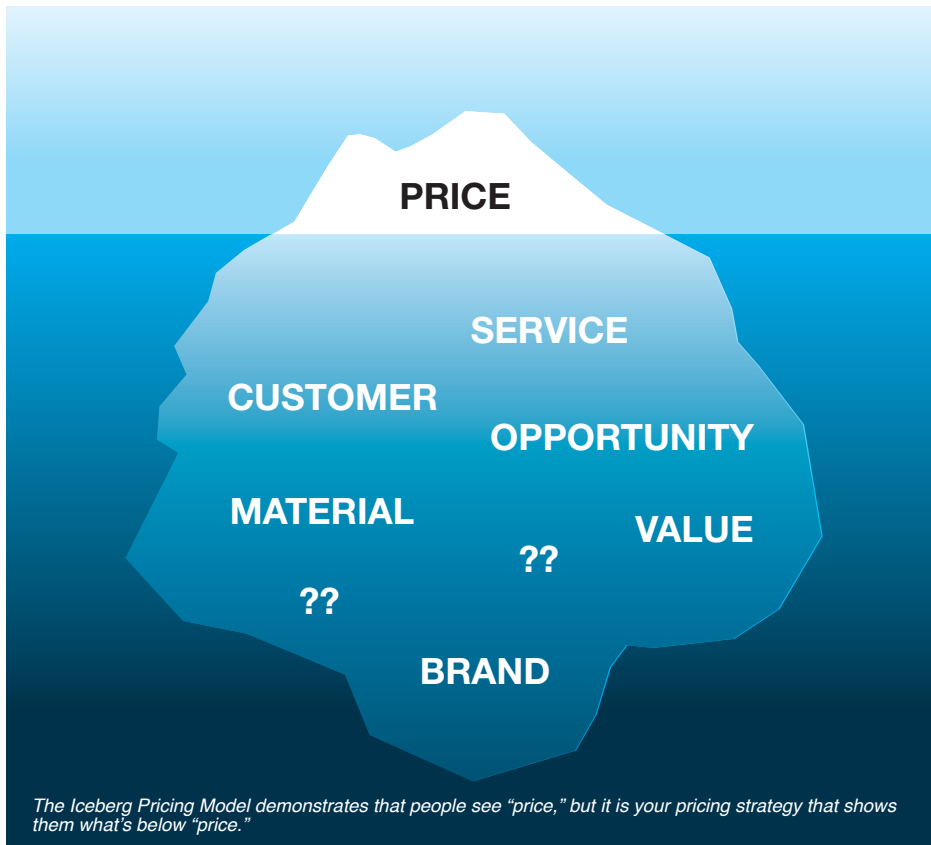 PRICE
SERVICE
CUSTOMER
OPPORTUNITY
MATERIAL
VALUE
??
??
BRAND
The Iceberg Pricing Model demonstrates that people see “price,” but it is your pricing strategy that shows
them what’s below “price.”